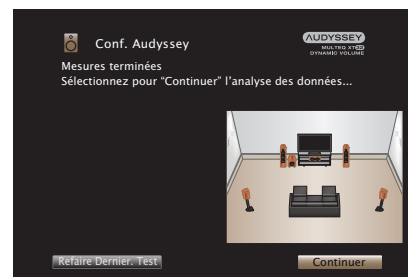 Conf. Audyssey
AUDYSSEY
MULTEQ XT32
DYNAMIC VOLUME
Mesures terminées
Sélectionnez pour “Continuer” l’analyse des données...
Refaire Dernier. Test
Continuer